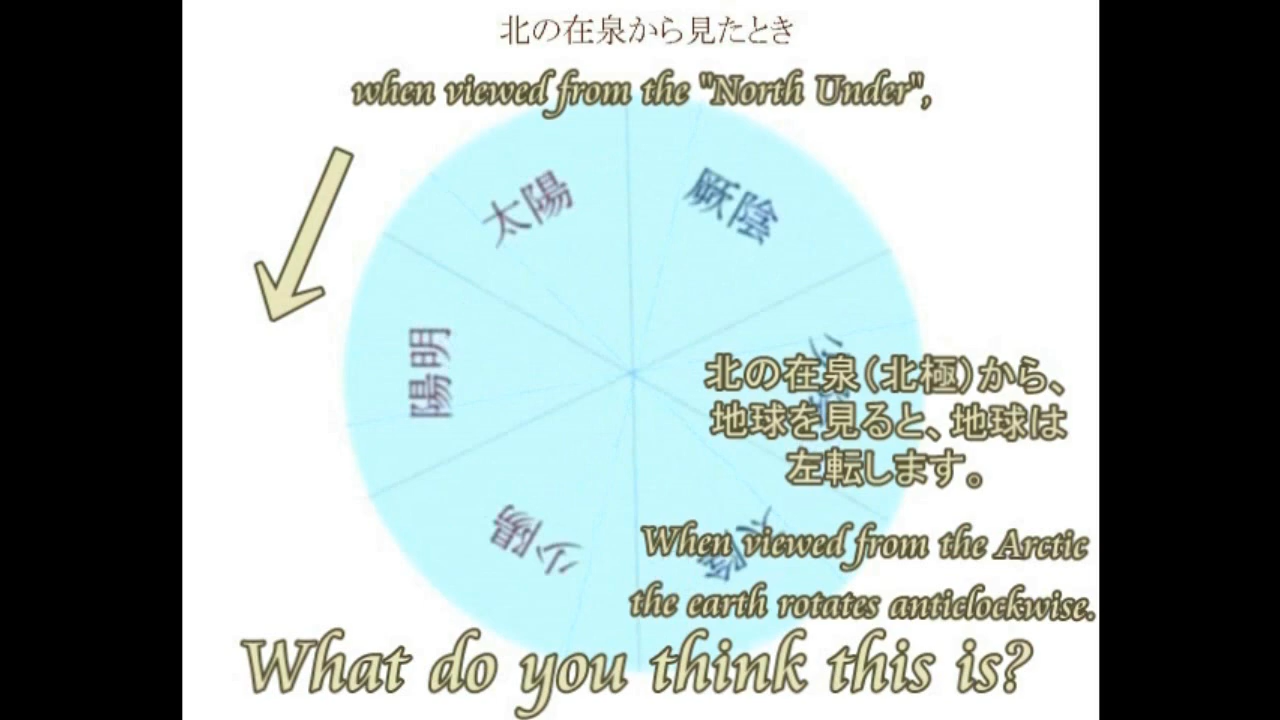 北の在泉から見たとき
when viewed from the "North Under",
太陽
厥陰
陽明
北の在泉(北極)から、
地球を見ると、地球は
左転します。
少陽
When viewed from the Arctic
the earth rotates anticlockwise.
What do you think this is?